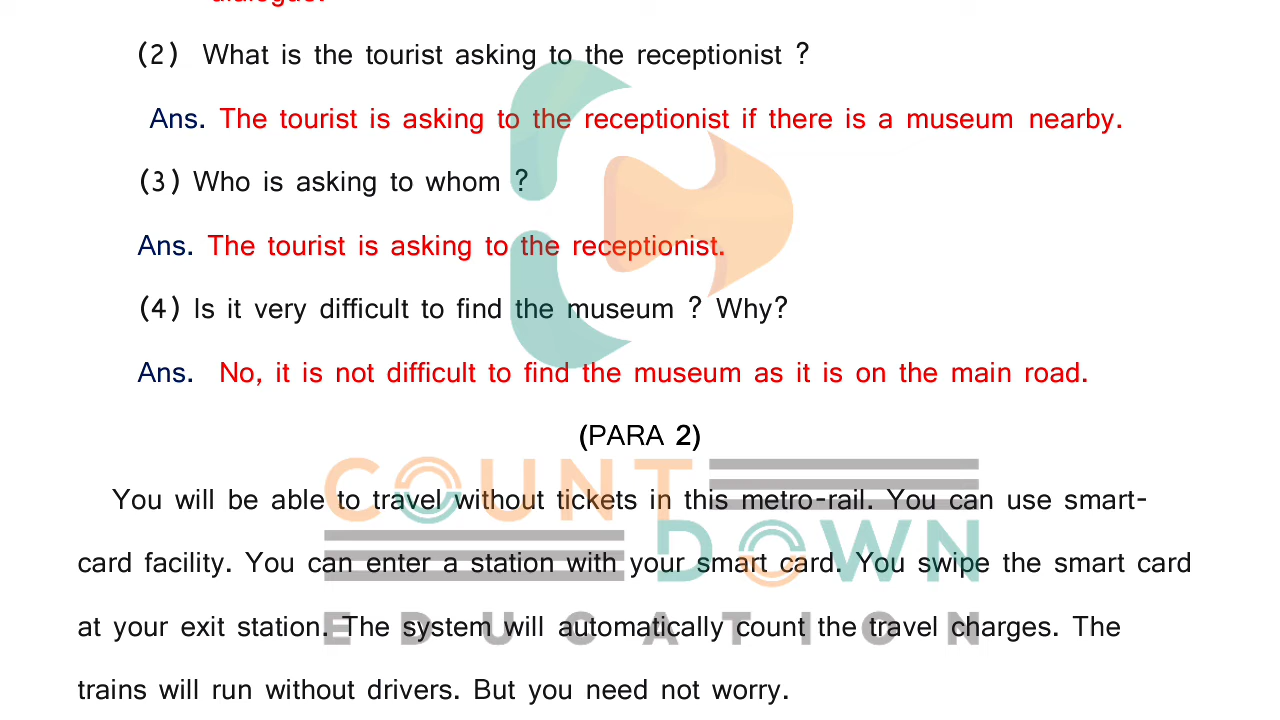 dialogue.
(2) What is the tourist asking to the receptionist ?
Ans. The tourist is asking to the receptionist if there is a museum nearby.
(3) Who is asking to whom ?
Ans. The tourist is asking to the receptionist.
(4) Is it very difficult to find the museum ? Why?
Ans. No, it is not difficult to find the museum as it is on the main road.
(PARA 2)
COUNT
You will be able to travel without tickets in this metro-rail. You can use smart-
DOWN
card facility. You can enter a station with your smart card. You swipe the smart card
EDUCATION
at your exit station. The system will automatically count the travel charges. The
trains will run without drivers. But you need not worry.